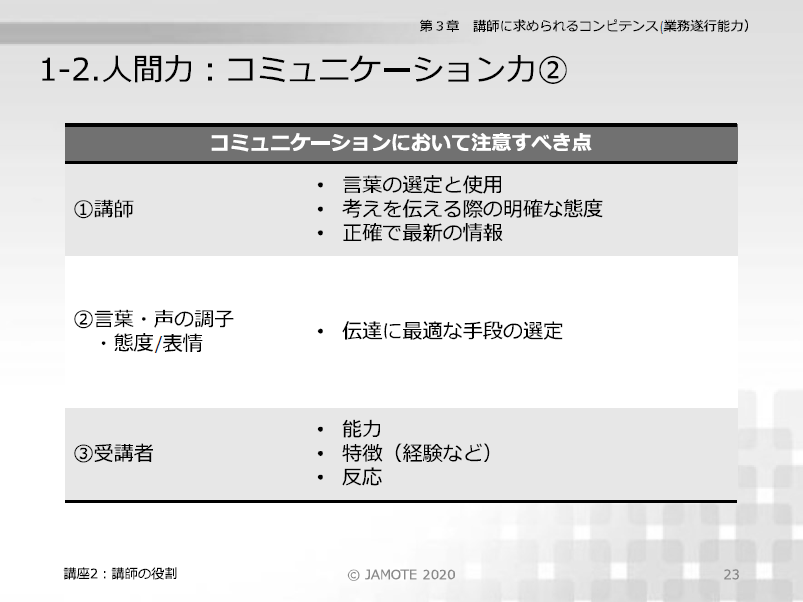 第３章　講師に求められるコンピテンス(業務遂行能力）
1-2.人間力：コミュニケーション力②
コミュニケーションにおいて注意すべき点
①講師
• 言葉の選定と使用
• 考えを伝える際の明確な態度
• 正確で最新の情報
②言葉・声の調子
・態度/表情
• 伝達に最適な手段の選定
③受講者
• 能力
• 特徴（経験など）
• 反応
講座2：講師の役割
© JAMOTE 2020
23